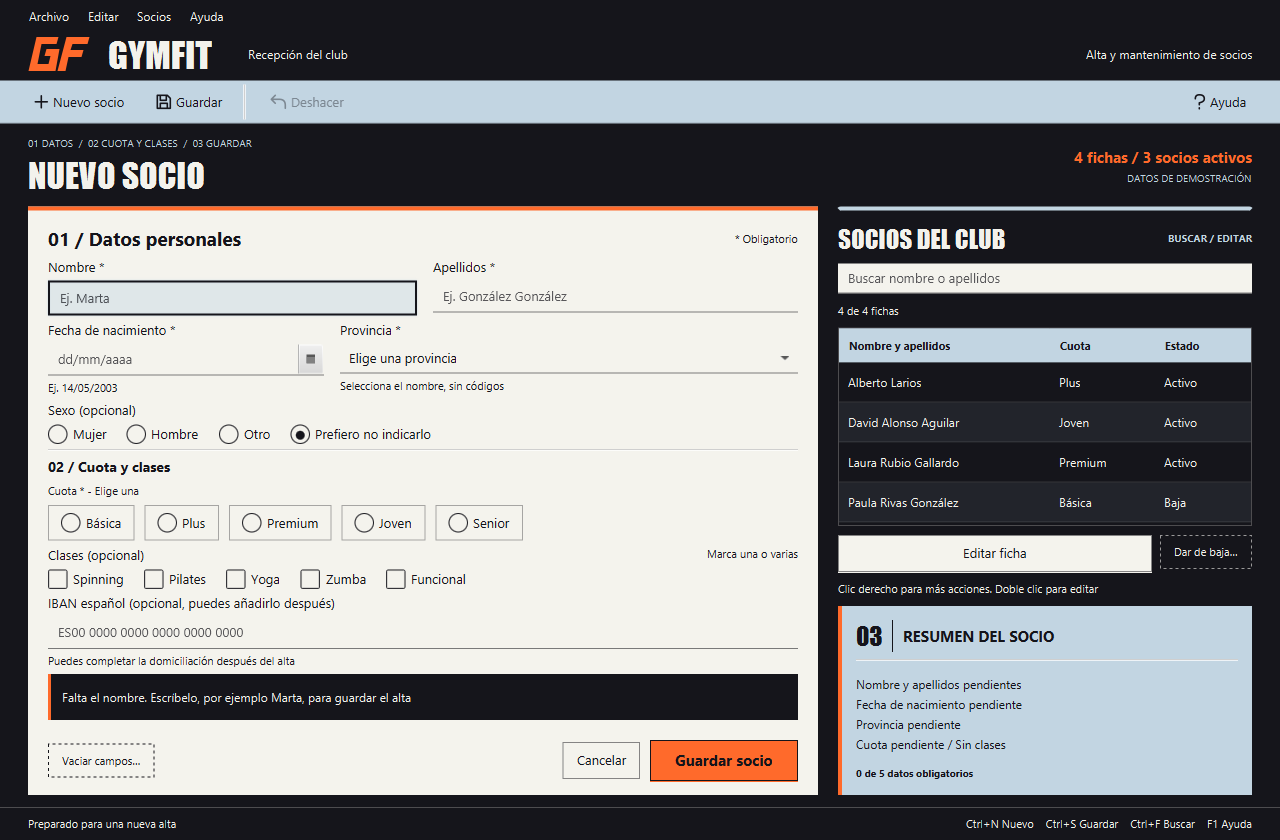 Archivo Editar Socios Ayuda
GF GYMFIT Recepción del club Alta y mantenimiento de socios
Nuevo socio Guardar Deshacer ? Ayuda
01 DATOS / 02 CUOTA Y CLASES / 03 GUARDAR
NUEVO SOCIO
4 fichas / 3 socios activos
DATOS DE DEMOSTRACIÓN
01 / Datos personales
* Obligatorio
Nombre * Apellidos *
Ej. Marta Ej. González González
Fecha de nacimiento * Provincia *
dd/mm/aaaa Elige una provincia
Ej. 14/05/2003 Selecciona el nombre, sin códigos
Sexo (opcional)
Mujer Hombre Otro Prefiero no indicarlo
02 / Cuota y clases
Cuota * - Elige una
Básica Plus Premium Joven Senior
Clases (opcional) Marca una o varias
Spinning Pilates Yoga Zumba Funcional
IBAN español (opcional, puedes añadirlo después)
ES00 0000 0000 0000 0000 0000
Puedes completar la domiciliación después del alta
Falta el nombre. Escríbelo, por ejemplo Marta, para guardar el alta
Vaciar campos... Cancelar Guardar socio
SOCIOS DEL CLUB BUSCAR / EDITAR
Buscar nombre o apellidos
4 de 4 fichas
Nombre y apellidos Cuota Estado
Alberto Larios Plus Activo
David Alonso Aguilar Joven Activo
Laura Rubio Gallardo Premium Activo
Paula Rivas González Básica Baja
Editar ficha Dar de baja...
Clic derecho para más acciones. Doble clic para editar
03 RESUMEN DEL SOCIO
Nombre y apellidos pendientes
Fecha de nacimiento pendiente
Provincia pendiente
Cuota pendiente / Sin clases
0 de 5 datos obligatorios
Preparado para una nueva alta Ctrl+N Nuevo Ctrl+S Guardar Ctrl+F Buscar F1 Ayuda